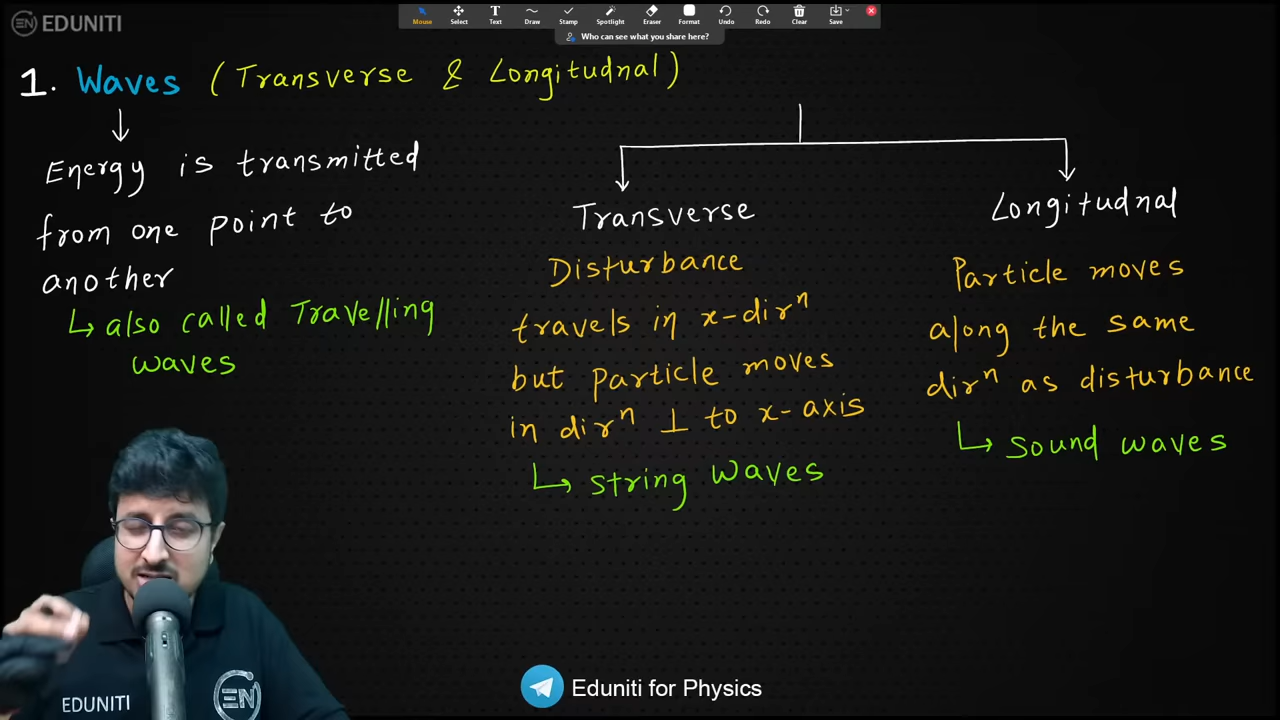 EN EDUNITI
Mouse Select Text Draw Stamp Spotlight Eraser Format Undo Redo Clear Save
Who can see what you share here?
1. Waves (Transverse & Longitudnal)
Energy is transmitted
from one point to
another
↳ also called Travelling
waves
Transverse
Disturbance
travels in x-dirⁿ
but particle moves
in dirⁿ ⊥ to x-axis
↳ string waves
Longitudnal
Particle moves
along the same
dirⁿ as disturbance
↳ sound waves
EDUNITI
EN
Eduniti for Physics